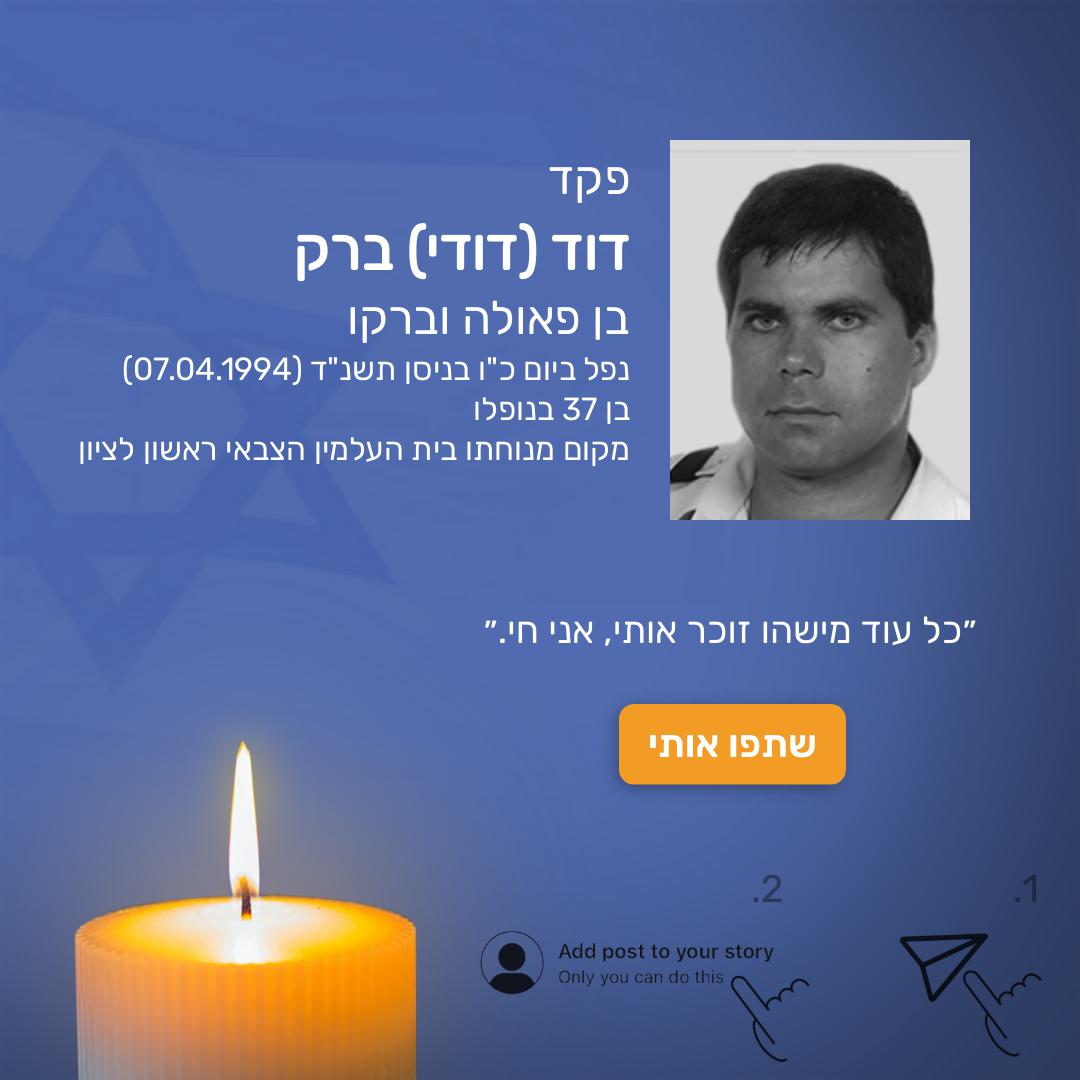 פקד
דוד (דודי) ברק
בן פאולה וברקו
נפל ביום כ"ו בניסן תשנ"ד (07.04.1994)
בן 37 בנופלו
מקום מנוחתו בית העלמין הצבאי ראשון לציון
״כל עוד מישהו זוכר אותי, אני חי.״
שתפו אותי
.1
.2
Add post to your story
Only you can do this